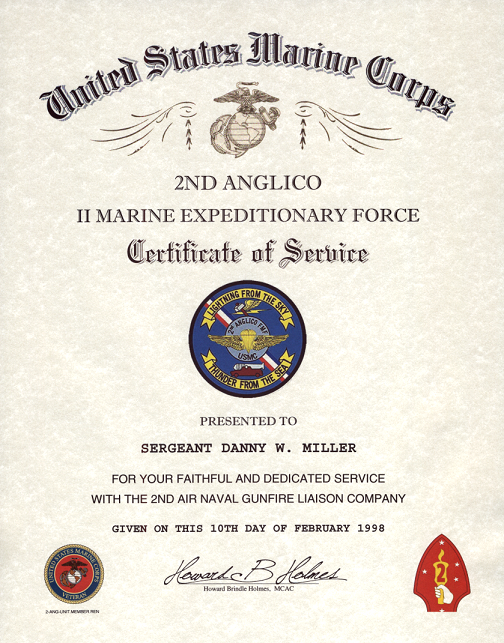 United States Marine Corps
2ND ANGLICO
II MARINE EXPEDITIONARY FORCE
Certificate of Service
LIGHTNING FROM THE SKY
2nd ANGLICO FMF
USMC
THUNDER FROM THE SEA
PRESENTED TO
SERGEANT DANNY W. MILLER
FOR YOUR FAITHFUL AND DEDICATED SERVICE
WITH THE 2ND AIR NAVAL GUNFIRE LIAISON COMPANY
GIVEN ON THIS 10TH DAY OF FEBRUARY 1998
UNITED STATES MARINE CORPS
VETERAN
2-ANG-UNIT MEMBER REN
Howard B Holmes
Howard Brindle Holmes, MCAC
2